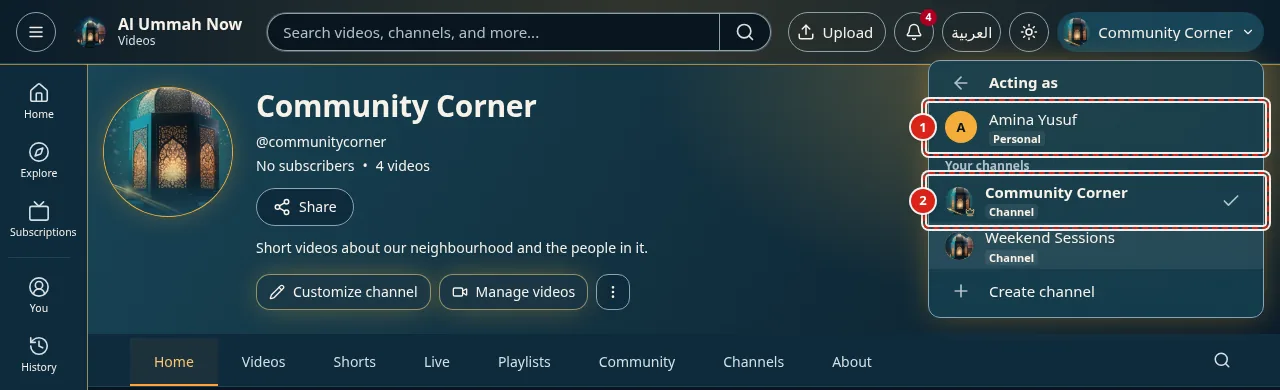 Al Ummah Now
Videos
Search videos, channels, and more...
Upload
4
العربية
Community Corner
Home
Explore
Subscriptions
You
History
Community Corner
@communitycorner
No subscribers • 4 videos
Share
Short videos about our neighbourhood and the people in it.
Customize channel
Manage videos
Acting as
1
A
Amina Yusuf
Personal
Your channels
2
Community Corner
Channel
Weekend Sessions
Channel
Create channel
Home Videos Shorts Live Playlists Community Channels About